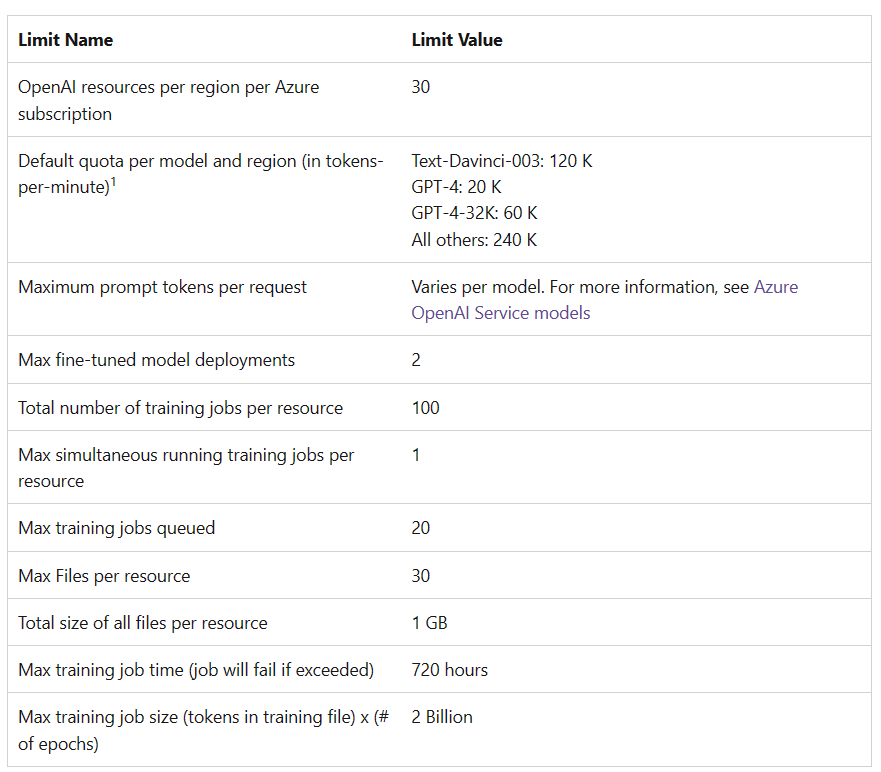 Limit Name Limit Value
OpenAI resources per region per Azure 30
subscription
Default quota per model and region (in tokens- Text-Davinci-003: 120 K
per-minute)1 GPT-4: 20 K
GPT-4-32K: 60 K
All others: 240 K
Maximum prompt tokens per request Varies per model. For more information, see Azure
OpenAI Service models
Max fine-tuned model deployments 2
Total number of training jobs per resource 100
Max simultaneous running training jobs per 1
resource
Max training jobs queued 20
Max Files per resource 30
Total size of all files per resource 1 GB
Max training job time (job will fail if exceeded) 720 hours
Max training job size (tokens in training file) x (# 2 Billion
of epochs)